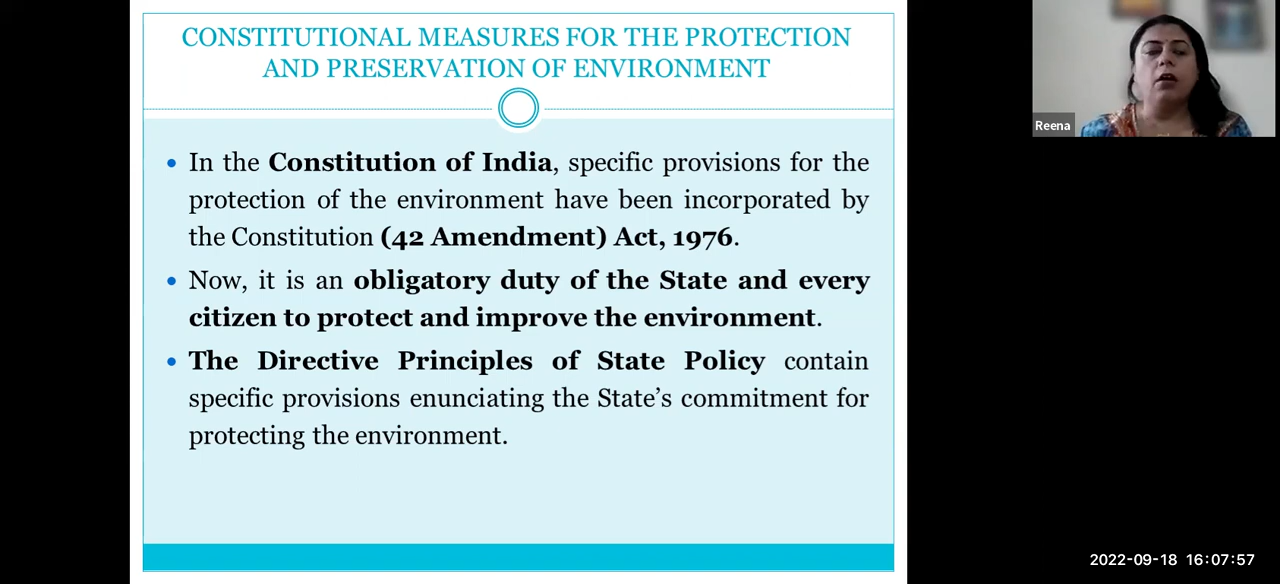 CONSTITUTIONAL MEASURES FOR THE PROTECTION
AND PRESERVATION OF ENVIRONMENT
• In the Constitution of India, specific provisions for the
protection of the environment have been incorporated by
the Constitution (42 Amendment) Act, 1976.
• Now, it is an obligatory duty of the State and every
citizen to protect and improve the environment.
• The Directive Principles of State Policy contain
specific provisions enunciating the State’s commitment for
protecting the environment.
Reena
2022-09-18 16:07:57